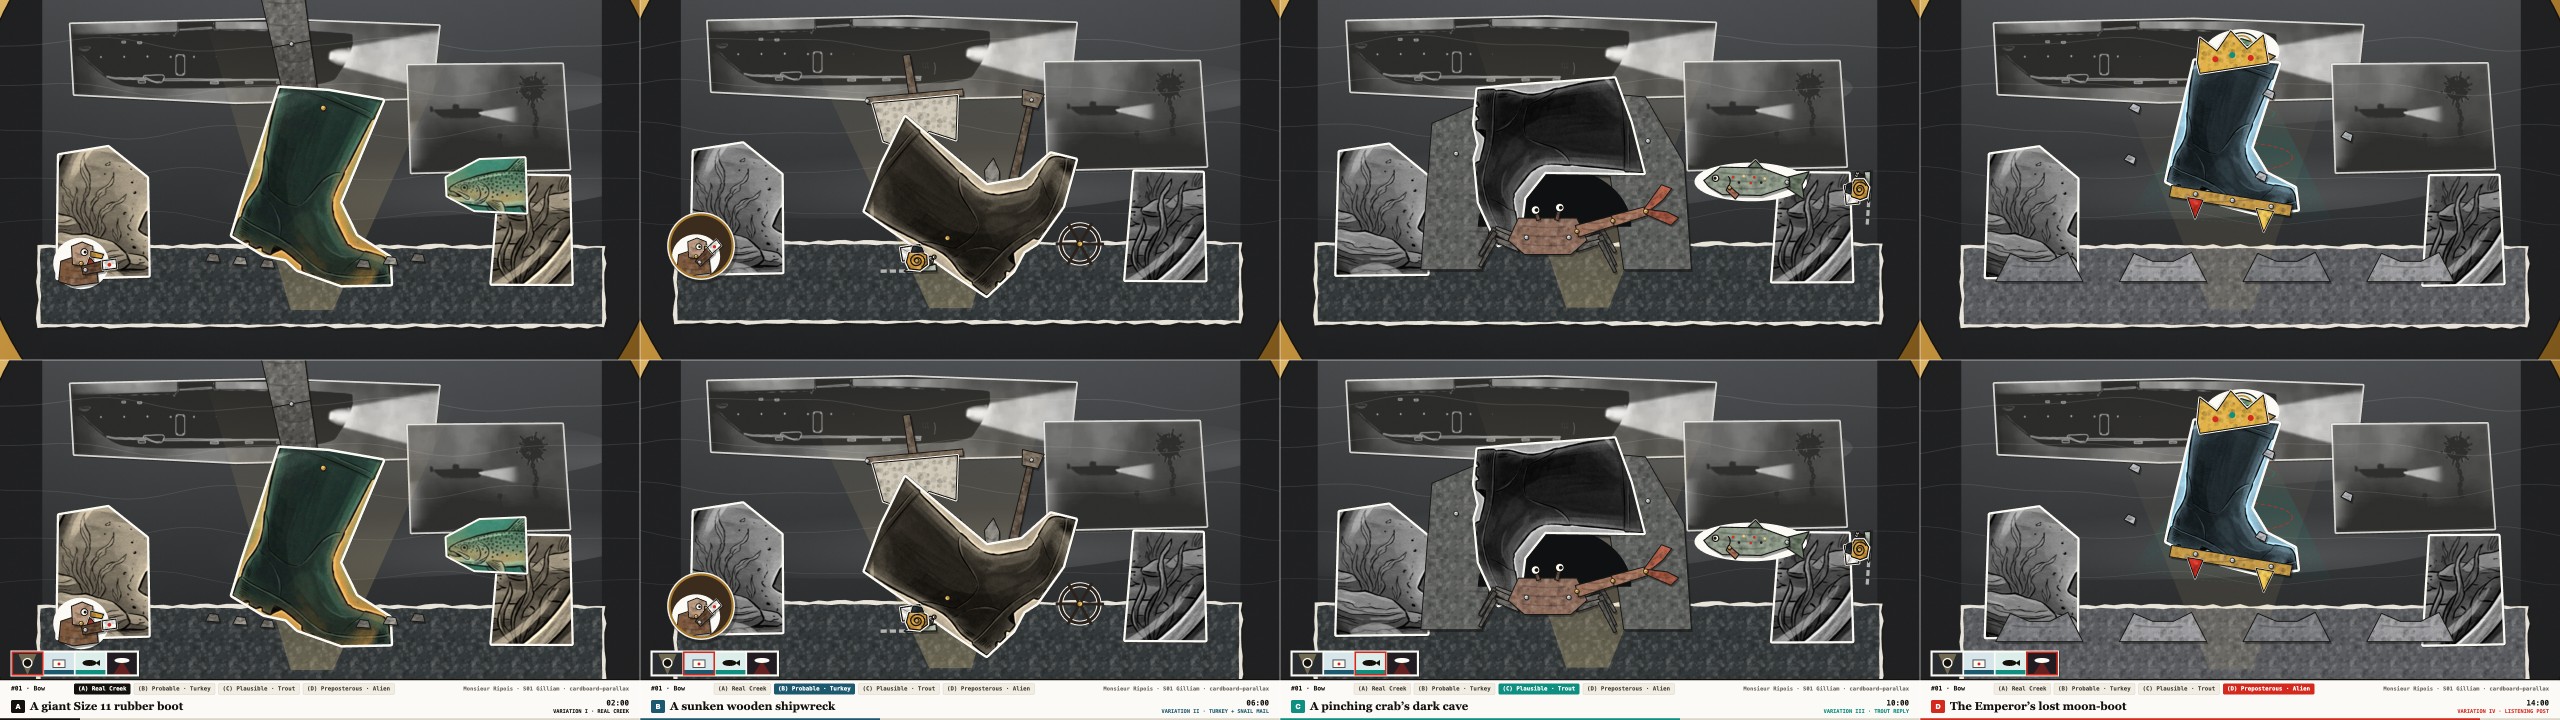 #01 · Bow (A) Real Creek (B) Probable · Turkey (C) Plausible · Trout (D) Preposterous · Alien Monsieur Ripois · S01 Gilliam · cardboard-parallax
A A giant Size 11 rubber boot 02:00
VARIATION I · REAL CREEK
#01 · Bow (A) Real Creek (B) Probable · Turkey (C) Plausible · Trout (D) Preposterous · Alien Monsieur Ripois · S01 Gilliam · cardboard-parallax
B A sunken wooden shipwreck 06:00
VARIATION II · TURKEY + SNAIL MAIL
#01 · Bow (A) Real Creek (B) Probable · Turkey (C) Plausible · Trout (D) Preposterous · Alien Monsieur Ripois · S01 Gilliam · cardboard-parallax
C A pinching crab's dark cave 10:00
VARIATION III · TROUT REPLY
#01 · Bow (A) Real Creek (B) Probable · Turkey (C) Plausible · Trout (D) Preposterous · Alien Monsieur Ripois · S01 Gilliam · cardboard-parallax
D The Emperor's lost moon-boot 14:00
VARIATION IV · LISTENING POST